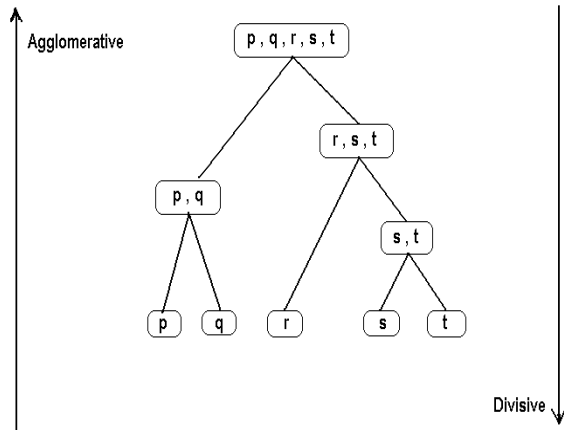 Agglomerative
p , q , r , s , t
r , s , t
p , q
s , t
p
q
r
s
t
Divisive